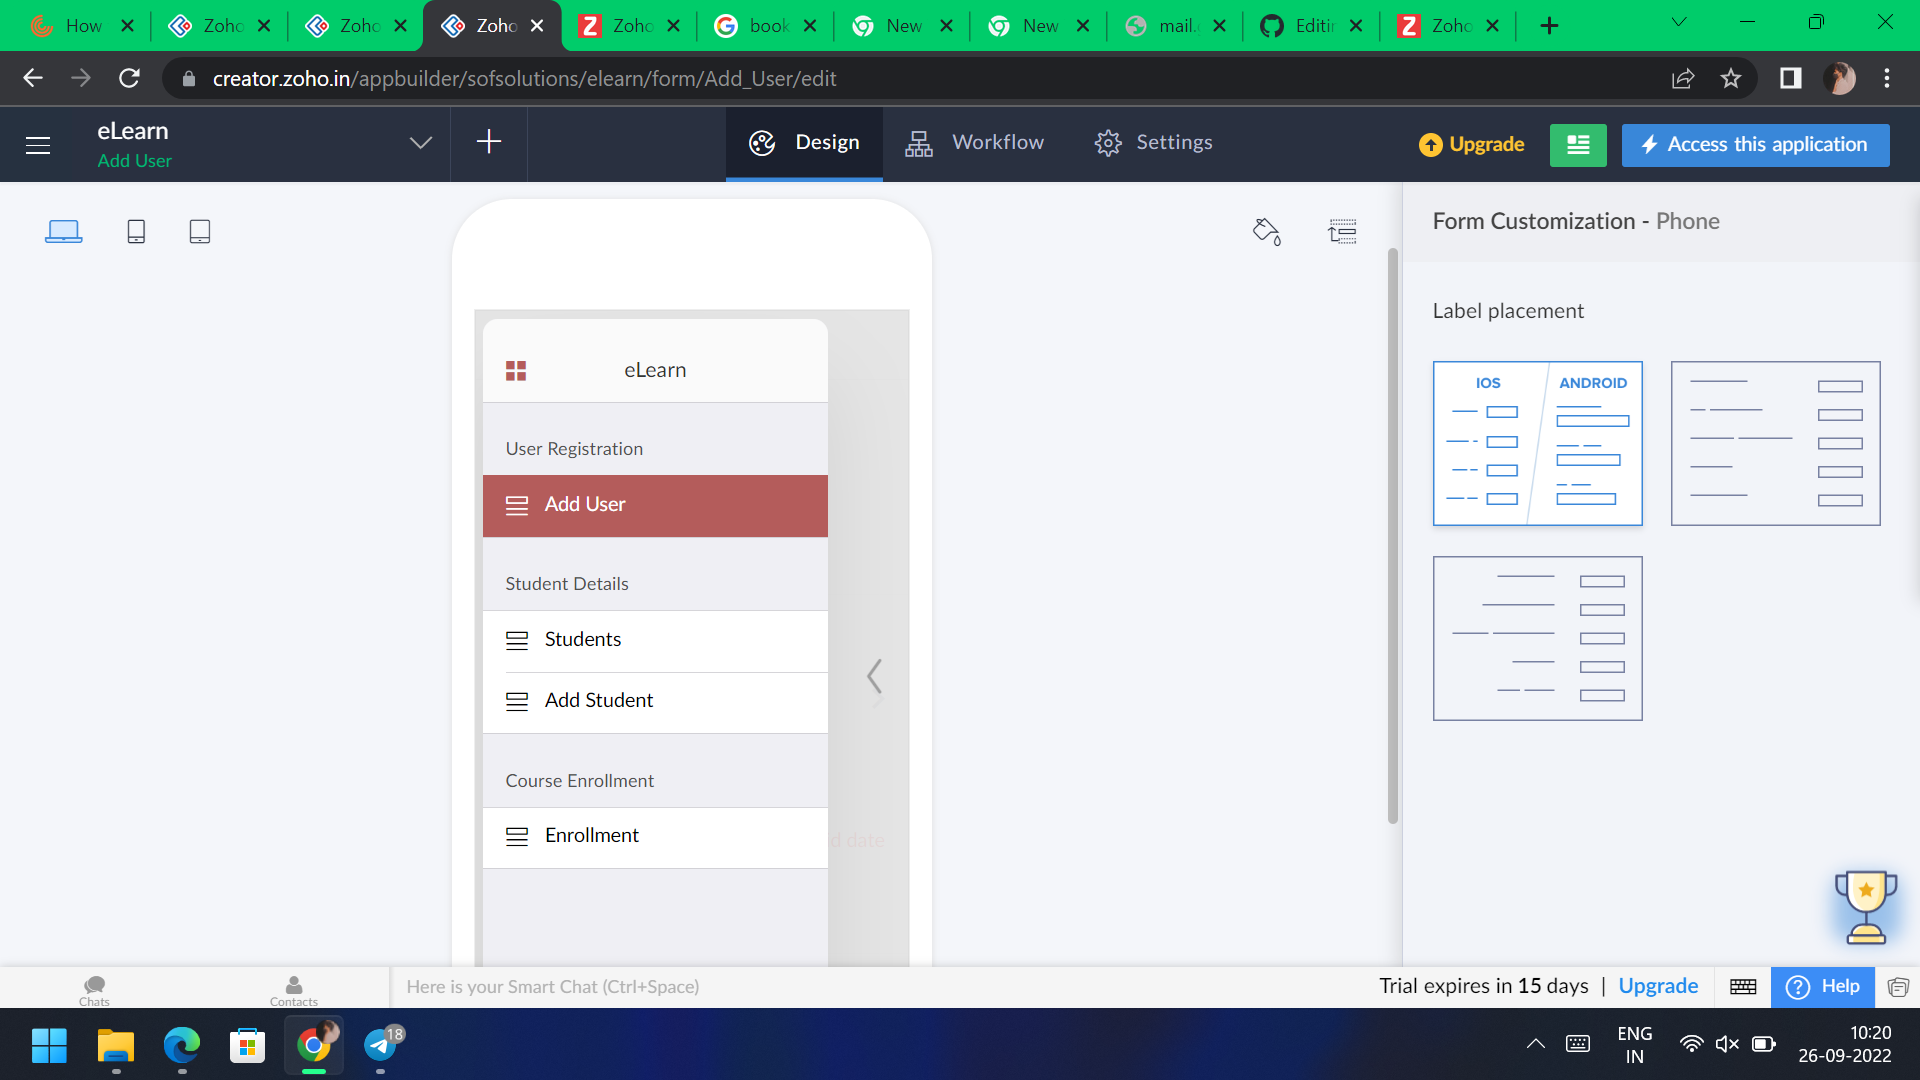 How
Zoho
Zoho
Zoho
Zoho
book
New
New
mail.
Editin
Zoho
creator.zoho.in/appbuilder/sofsolutions/elearn/form/Add_User/edit
eLearn
Add User
Design
Workflow
Settings
Upgrade
Access this application
Form Customization - Phone
Label placement
IOS
ANDROID
eLearn
User Registration
Add User
Student Details
Students
Add Student
Course Enrollment
Enrollment
d date
Chats
Contacts
Here is your Smart Chat (Ctrl+Space)
Trial expires in 15 days | Upgrade
Help
18
ENG
IN
10:20
26-09-2022